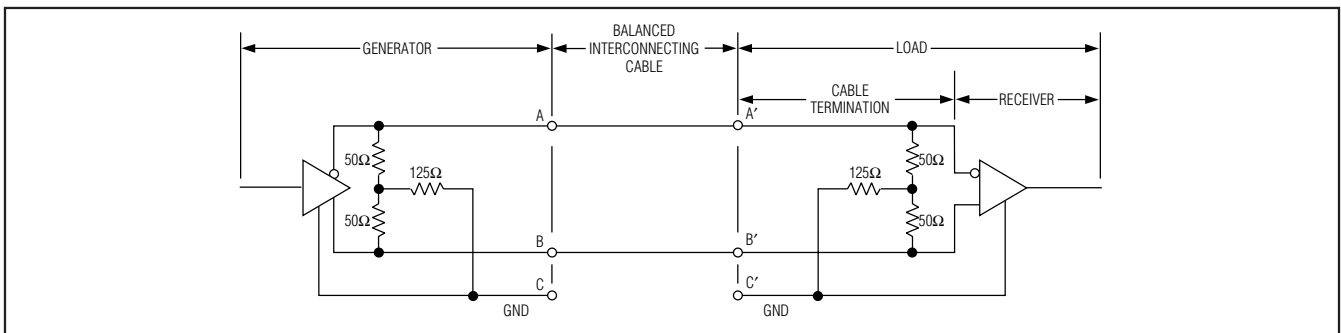 GENERATOR
BALANCED
INTERCONNECTING
CABLE
LOAD
CABLE
TERMINATION
RECEIVER
A
A′
50Ω
125Ω
50Ω
125Ω
50Ω
50Ω
B
B′
C
C′
GND
GND